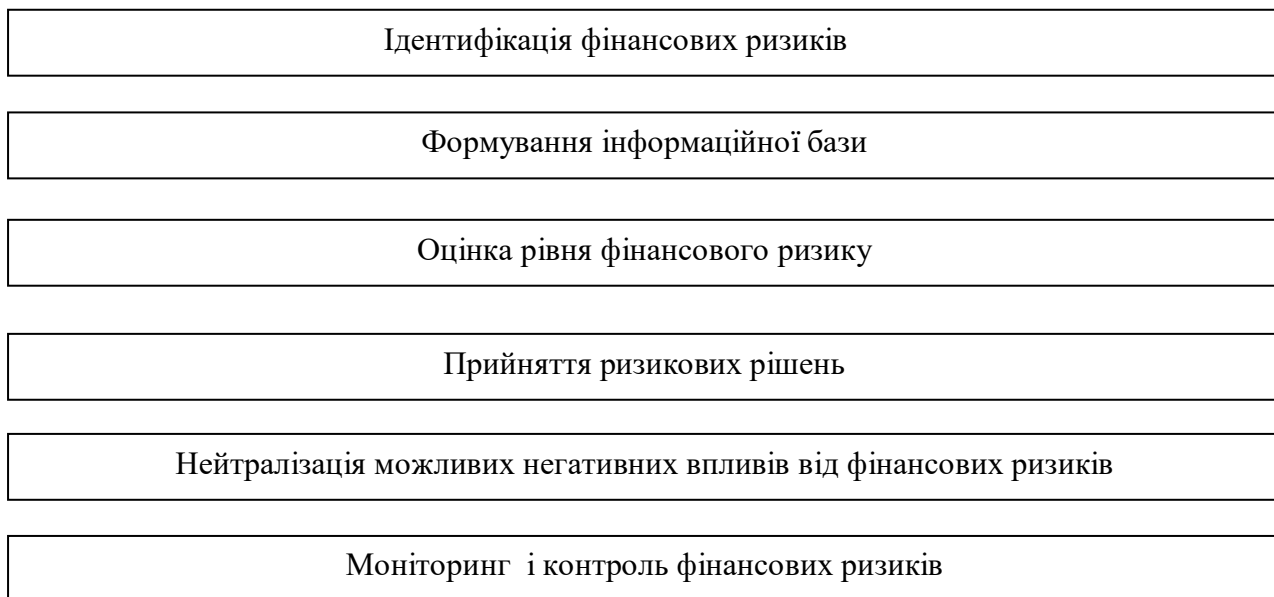 Ідентифікація фінансових ризиків
Формування інформаційної бази
Оцінка рівня фінансового ризику
Прийняття ризикових рішень
Нейтралізація можливих негативних впливів від фінансових ризиків
Моніторинг і контроль фінансових ризиків